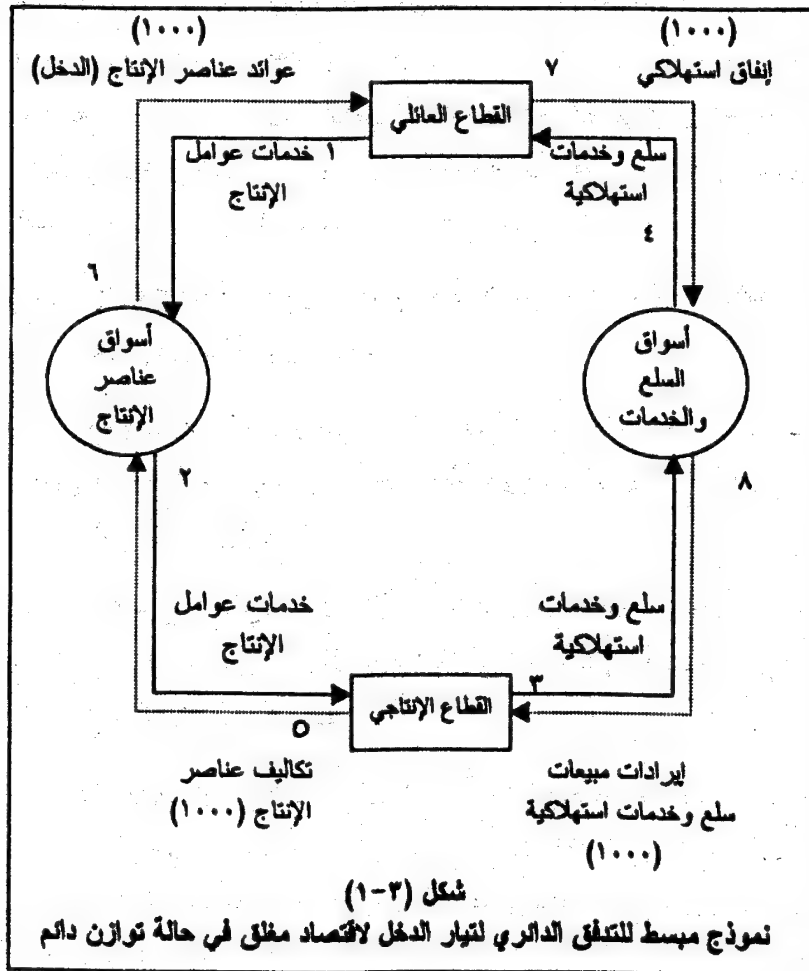 (١٠٠٠)
عوائد عناصر الإنتاج (الدخل)
(١٠٠٠)
إنفاق استهلاكي
٧
القطاع العائلي
١ خدمات عوامل
الإنتاج
سلع وخدمات
استهلاكية
٤
٦
أسواق
عناصر
الإنتاج
أسواق
السلع
والخدمات
٢
٨
خدمات عوامل
الإنتاج
سلع وخدمات
استهلاكية
٣
القطاع الإنتاجي
٥
تكاليف عناصر
الإنتاج (١٠٠٠)
إيرادات مبيعات
سلع وخدمات استهلاكية
(١٠٠٠)
شكل (٣-١)
نموذج مبسط للتدفق الدائري لتيار الدخل لاقتصاد مغلق في حالة توازن دائم